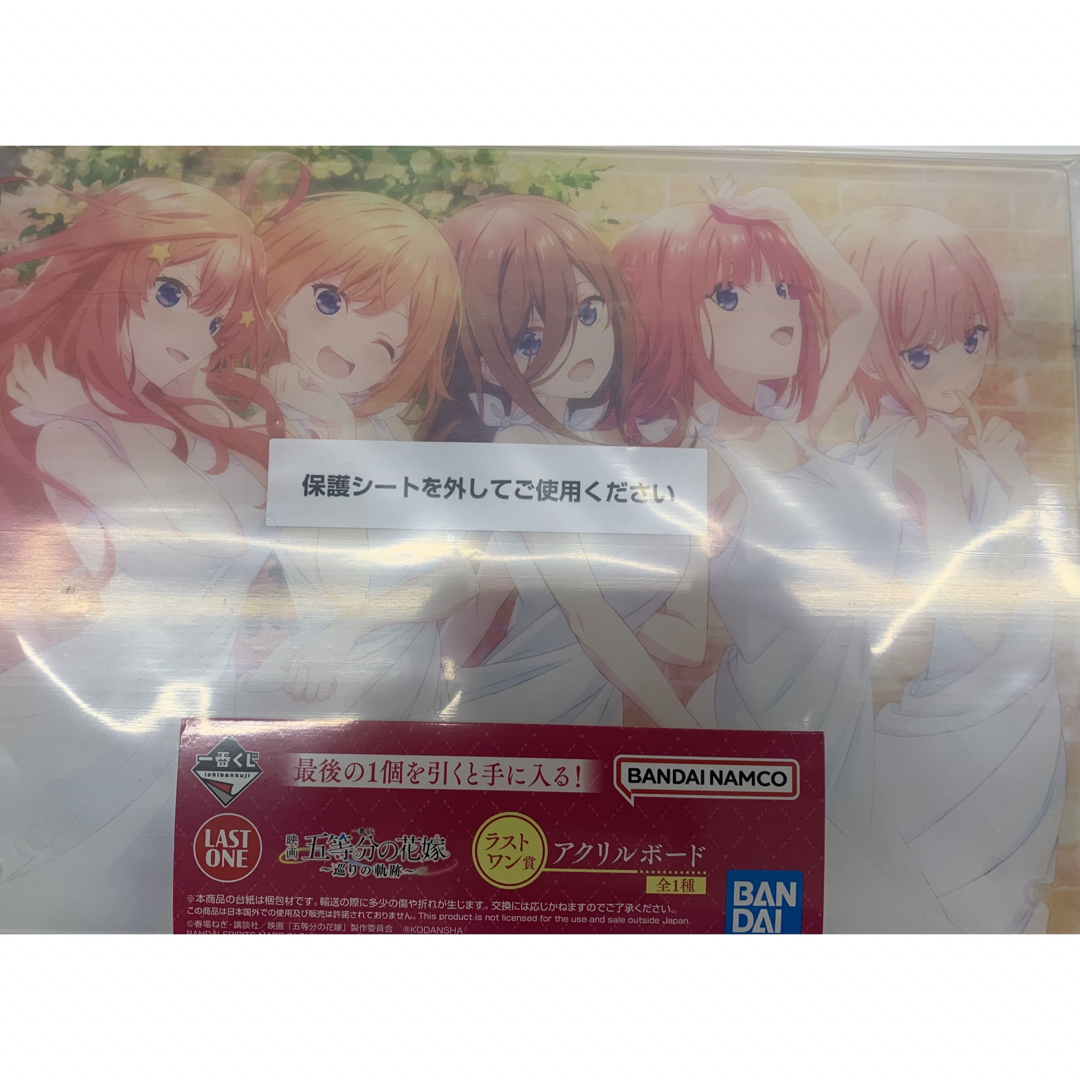 保護シートを外してご使用ください
一番くじ
ichibankuji
最後の1個を引くと手に入る!
BANDAI NAMCO
LAST
ONE
一番くじ
映画 五等分の花嫁
~巡りの軌跡~
ラスト
ワン賞
アクリルボード
全1種
BAN
DAI
※本商品の台紙は梱包材です。輸送の際に多少の傷や折れが生じます。交換には応じかねますのでご了承ください。
この商品は日本国外での使用及び販売は許諾されておりません。This product is not licensed for the use and sale outside Japan.
©春場ねぎ・講談社/映画「五等分の花嫁」製作委員会 ®KODANSHA